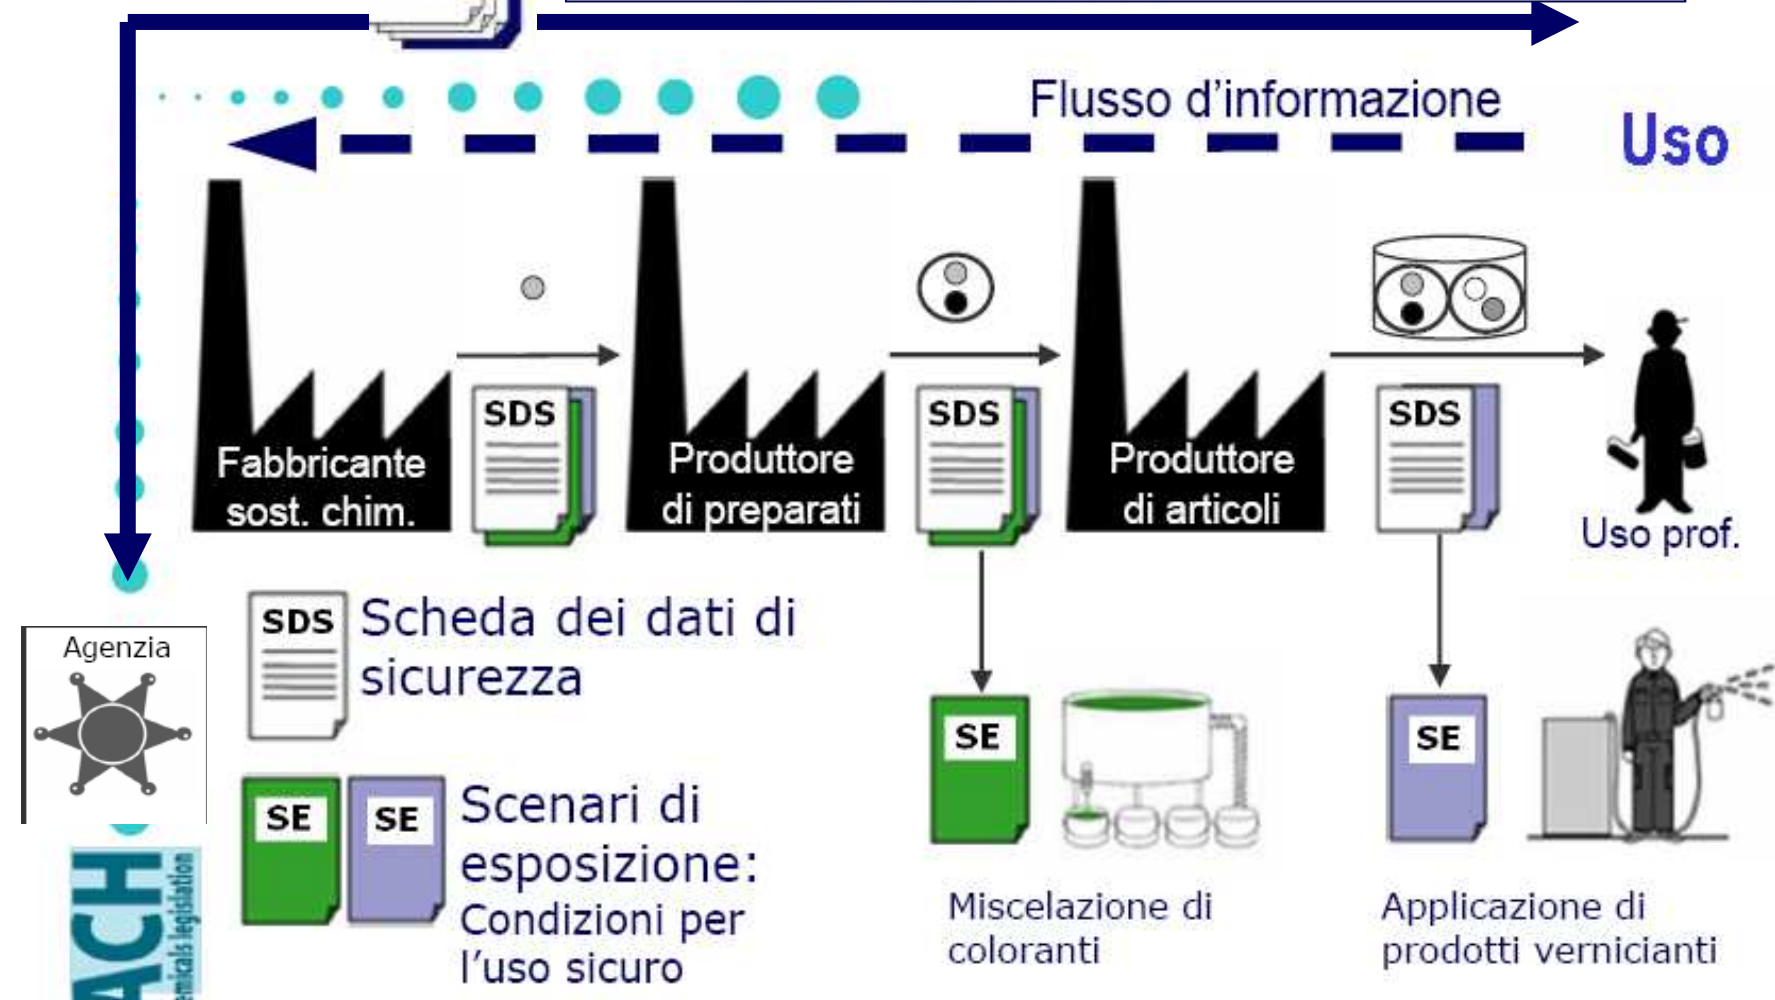 Flusso d'informazione
Uso
Fabbricante
sost. chim.
SDS
Produttore
di preparati
SDS
Produttore
di articoli
SDS
Uso prof.
SDS
Scheda dei dati di
sicurezza
Agenzia
SE
SE
Scenari di
esposizione:
Condizioni per
l'uso sicuro
SE
Miscelazione di
coloranti
SE
Applicazione di
prodotti vernicianti
ACH
emicals legislation